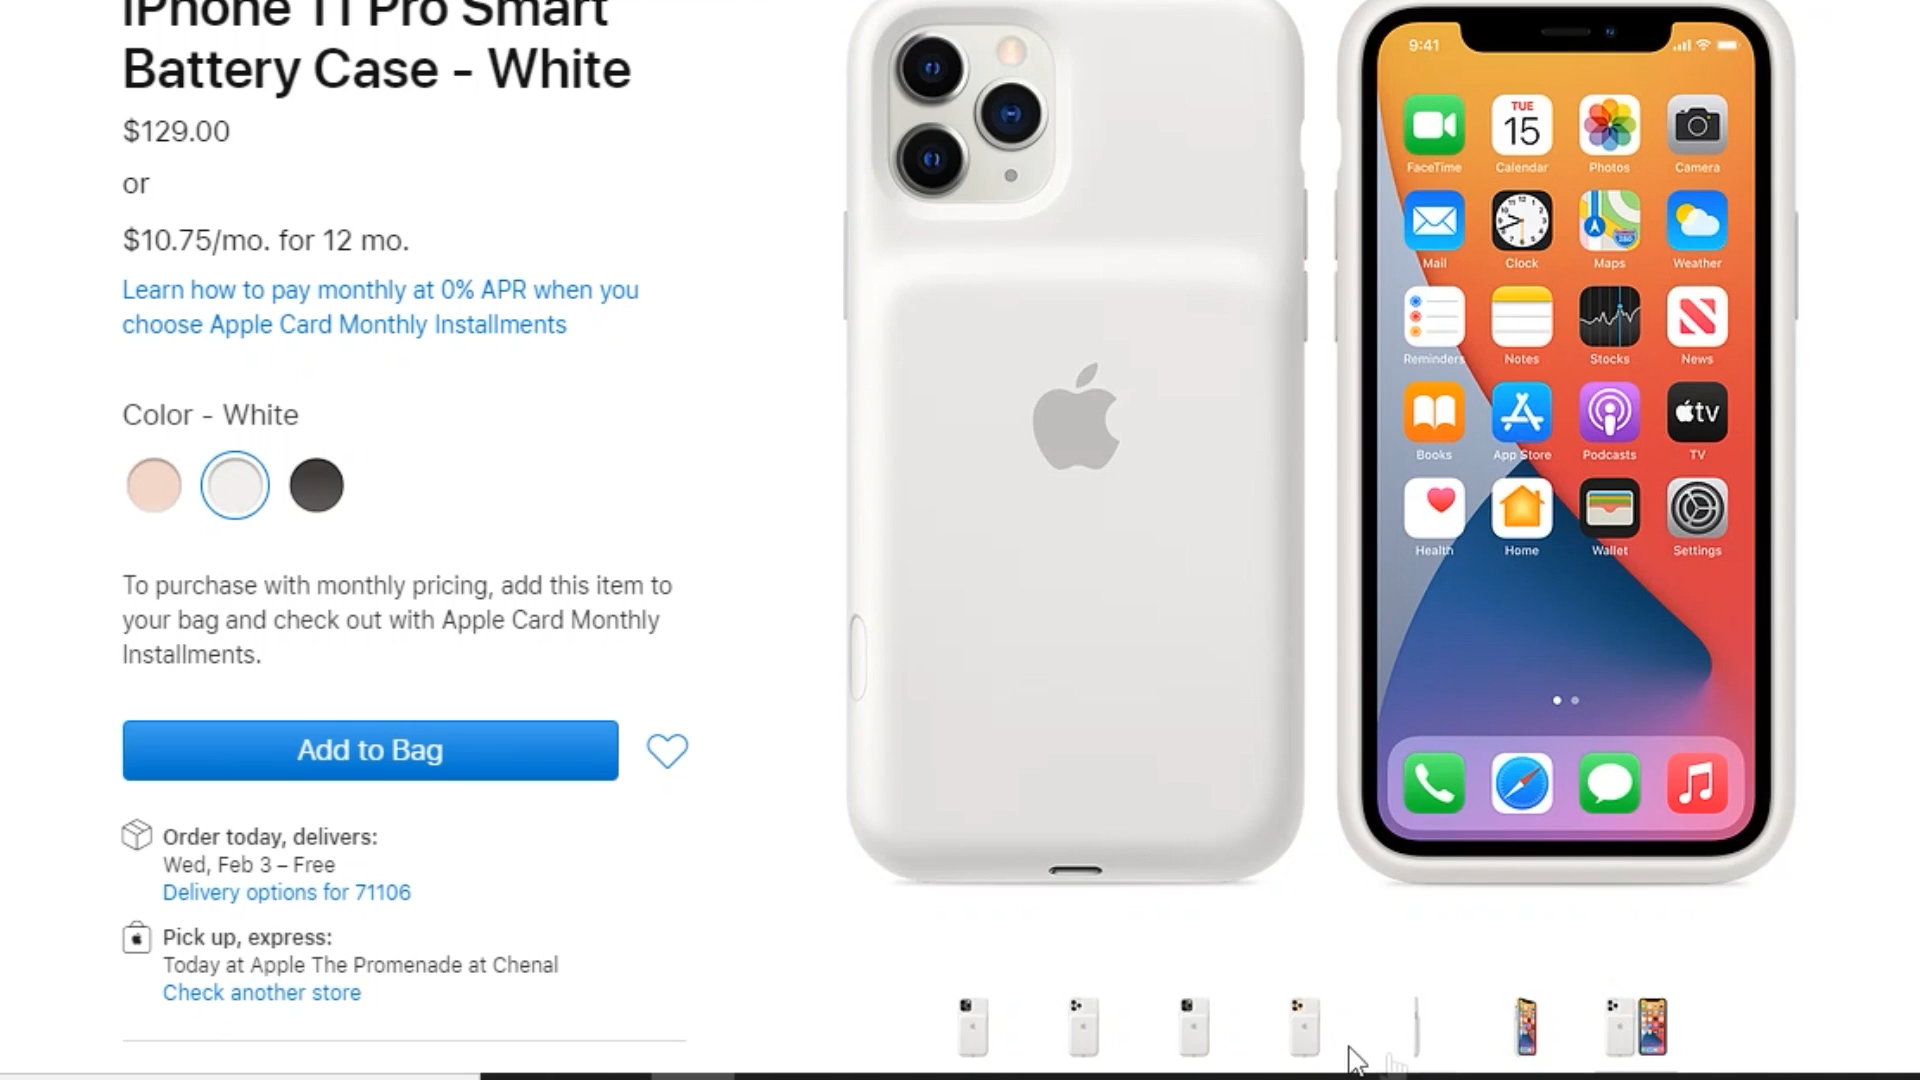 iPhone 11 Pro Smart
Battery Case - White
$129.00
or
$10.75/mo. for 12 mo.
Learn how to pay monthly at 0% APR when you
choose Apple Card Monthly Installments
Color - White
To purchase with monthly pricing, add this item to
your bag and check out with Apple Card Monthly
Installments.
Add to Bag
Order today, delivers:
Wed, Feb 3 – Free
Delivery options for 71106
Pick up, express:
Today at Apple The Promenade at Chenal
Check another store
9:41
TUE
15
FaceTime Calendar Photos Camera
12
280
Mail Clock Maps Weather
Reminders Notes Stocks News
tv
Books App Store Podcasts TV
Health Home Wallet Settings